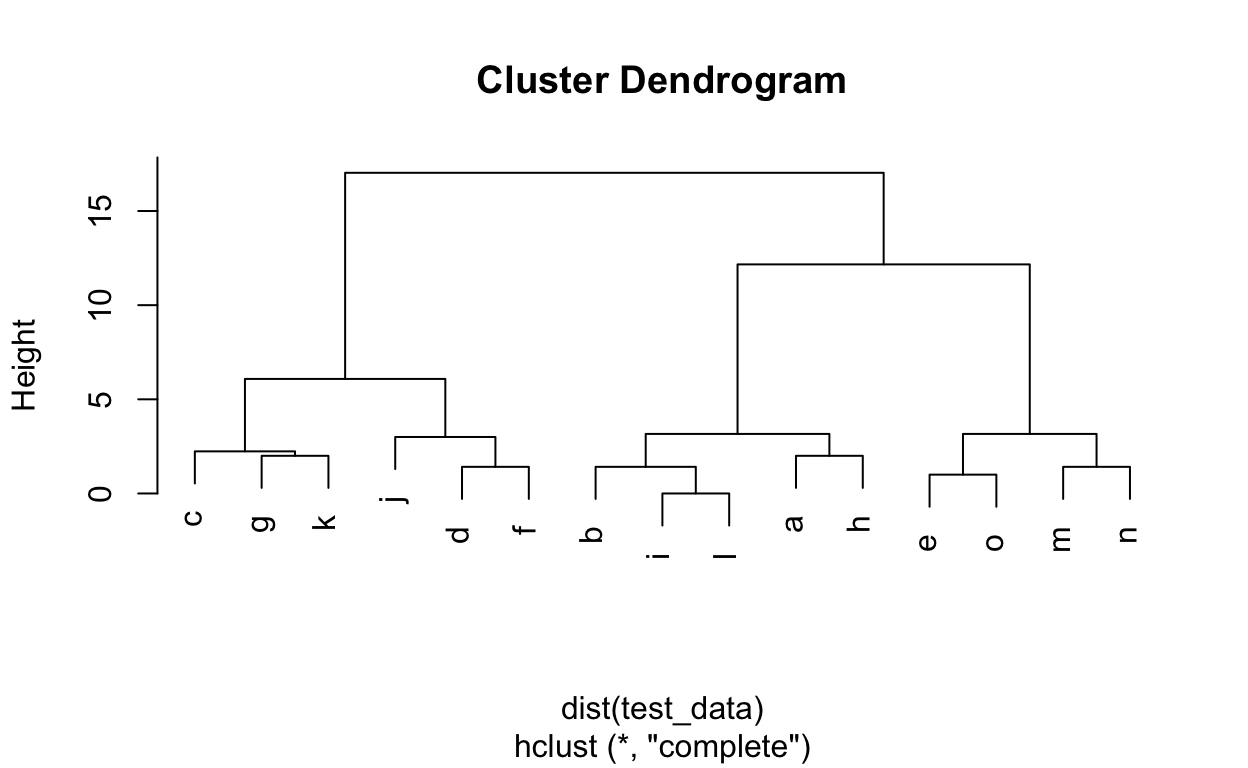 Cluster Dendrogram
Height
15
10
5
0
c
g
k
j
d
f
b
i
l
a
h
e
o
m
n
dist(test_data)
hclust (*, "complete")